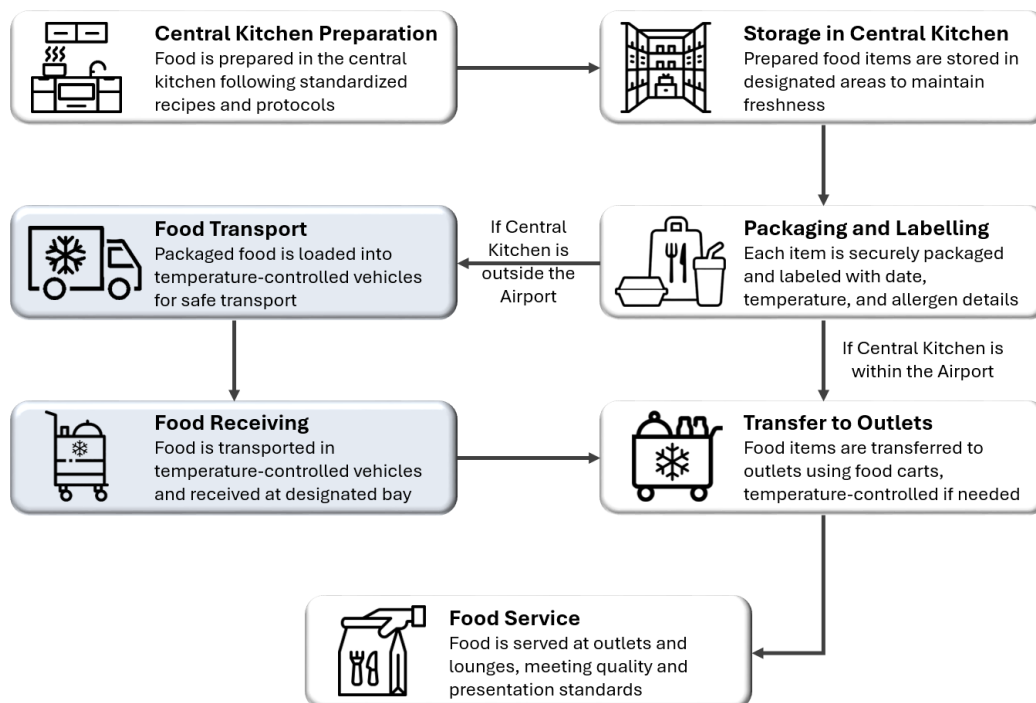 Central Kitchen Preparation
Food is prepared in the central
kitchen following standardized
recipes and protocols
Storage in Central Kitchen
Prepared food items are stored in
designated areas to maintain
freshness
Packaging and Labelling
Each item is securely packaged
and labeled with date,
temperature, and allergen details
If Central
Kitchen is
outside the
Airport
Food Transport
Packaged food is loaded into
temperature-controlled vehicles
for safe transport
If Central Kitchen is
within the Airport
Food Receiving
Food is transported in
temperature-controlled vehicles
and received at designated bay
Transfer to Outlets
Food items are transferred to
outlets using food carts,
temperature-controlled if needed
Food Service
Food is served at outlets and
lounges, meeting quality and
presentation standards